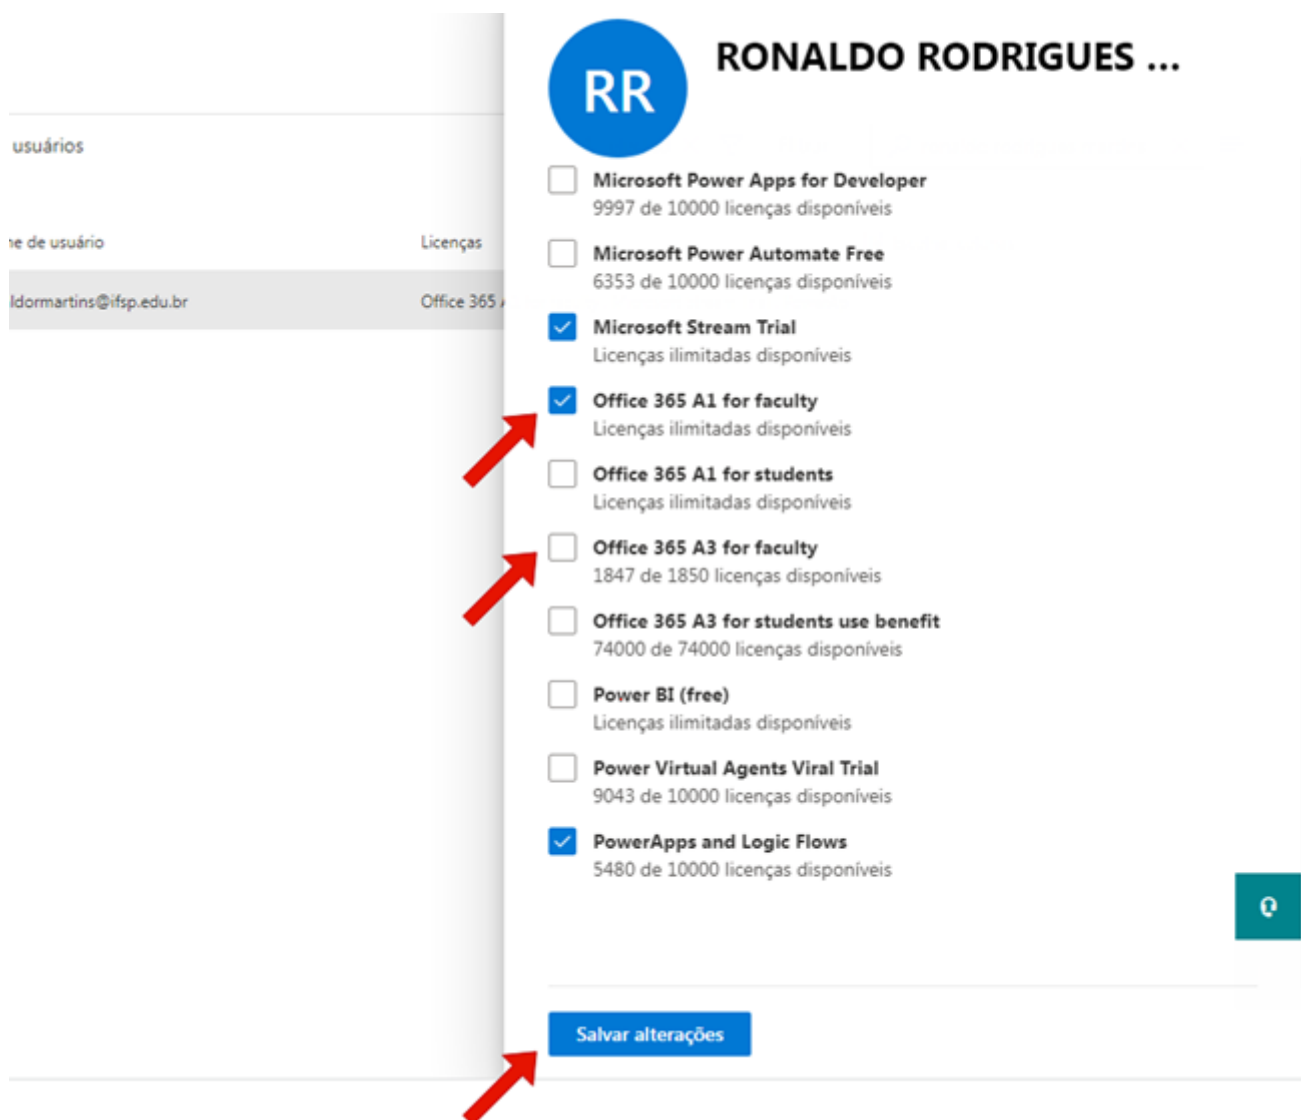 RR
RONALDO RODRIGUES ...
usuários
de usuário
Licenças
ldormartins@ifsp.edu.br
Office 365
Microsoft Power Apps for Developer
9997 de 10000 licenças disponíveis
Microsoft Power Automate Free
6353 de 10000 licenças disponíveis
Microsoft Stream Trial
Licenças ilimitadas disponíveis
Office 365 A1 for faculty
Licenças ilimitadas disponíveis
Office 365 A1 for students
Licenças ilimitadas disponíveis
Office 365 A3 for faculty
1847 de 1850 licenças disponíveis
Office 365 A3 for students use benefit
74000 de 74000 licenças disponíveis
Power BI (free)
Licenças ilimitadas disponíveis
Power Virtual Agents Viral Trial
9043 de 10000 licenças disponíveis
PowerApps and Logic Flows
5480 de 10000 licenças disponíveis
Salvar alterações